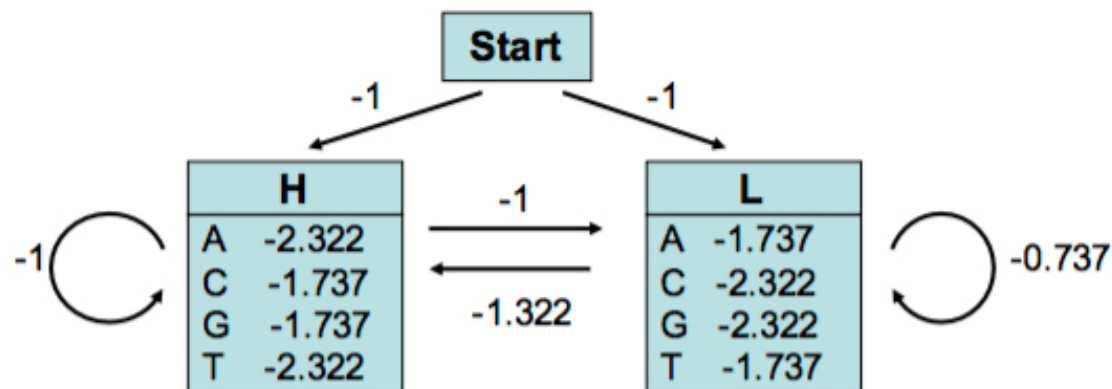 Start
-1
-1
H
L
A -2.322
C -1.737
G -1.737
T -2.322
-1
-1
-1.322
A -1.737
C -2.322
G -2.322
T -1.737
-0.737